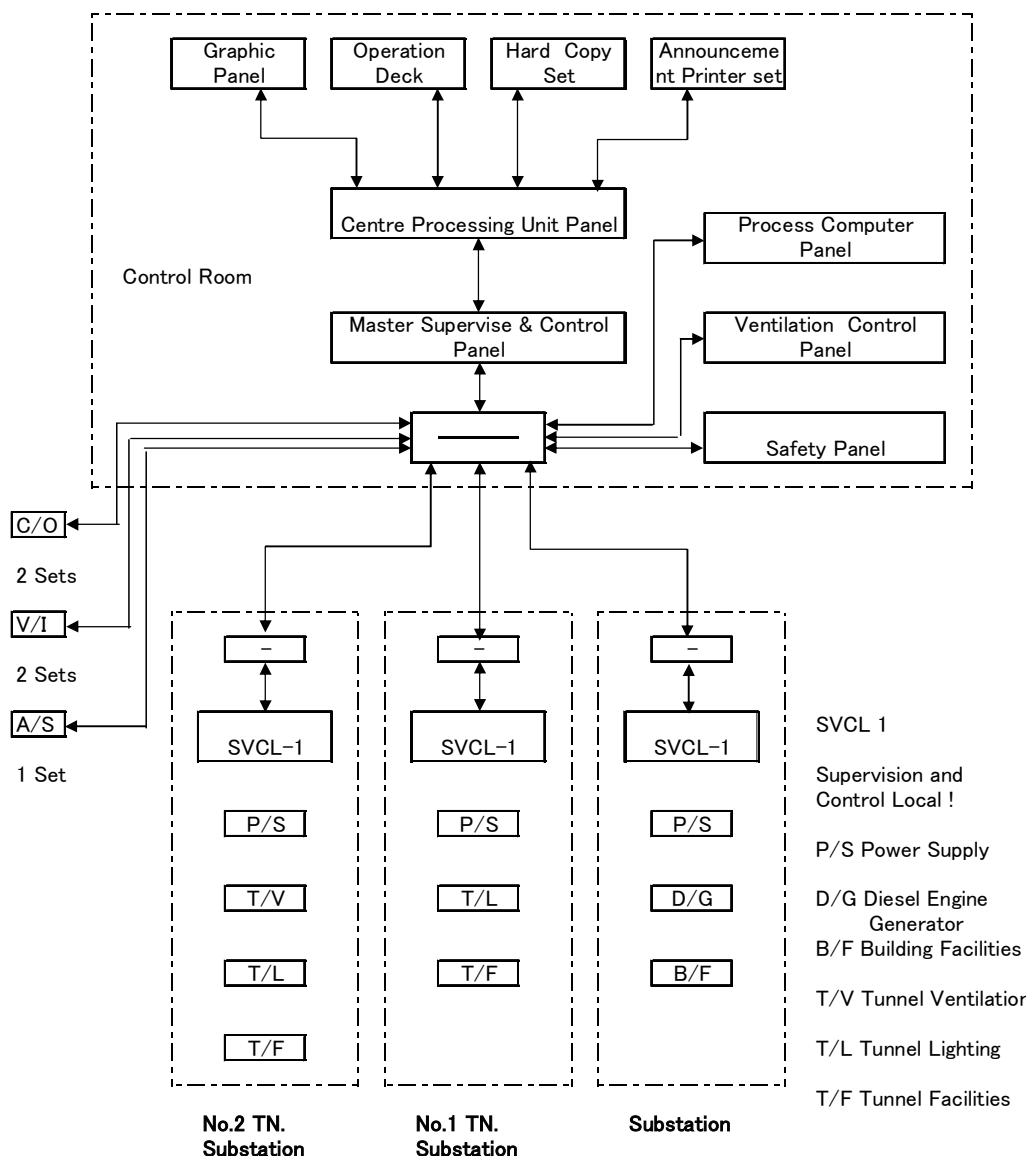 Graphic
Panel
Operation
Deck
Hard Copy
Set
Announceme
nt Printer set
Centre Processing Unit Panel
Process Computer
Panel
Control Room
Master Supervise & Control
Panel
Ventilation Control
Panel
Safety Panel
C/O
2 Sets
V/I
2 Sets
A/S
1 Set
-
-
-
SVCL-1
SVCL-1
SVCL-1
P/S
P/S
P/S
T/V
T/L
D/G
T/L
T/F
B/F
T/F
SVCL 1
Supervision and
Control Local !
P/S Power Supply
D/G Diesel Engine
Generator
B/F Building Facilities
T/V Tunnel Ventilation
T/L Tunnel Lighting
T/F Tunnel Facilities
No.2 TN.
Substation
No.1 TN.
Substation
Substation